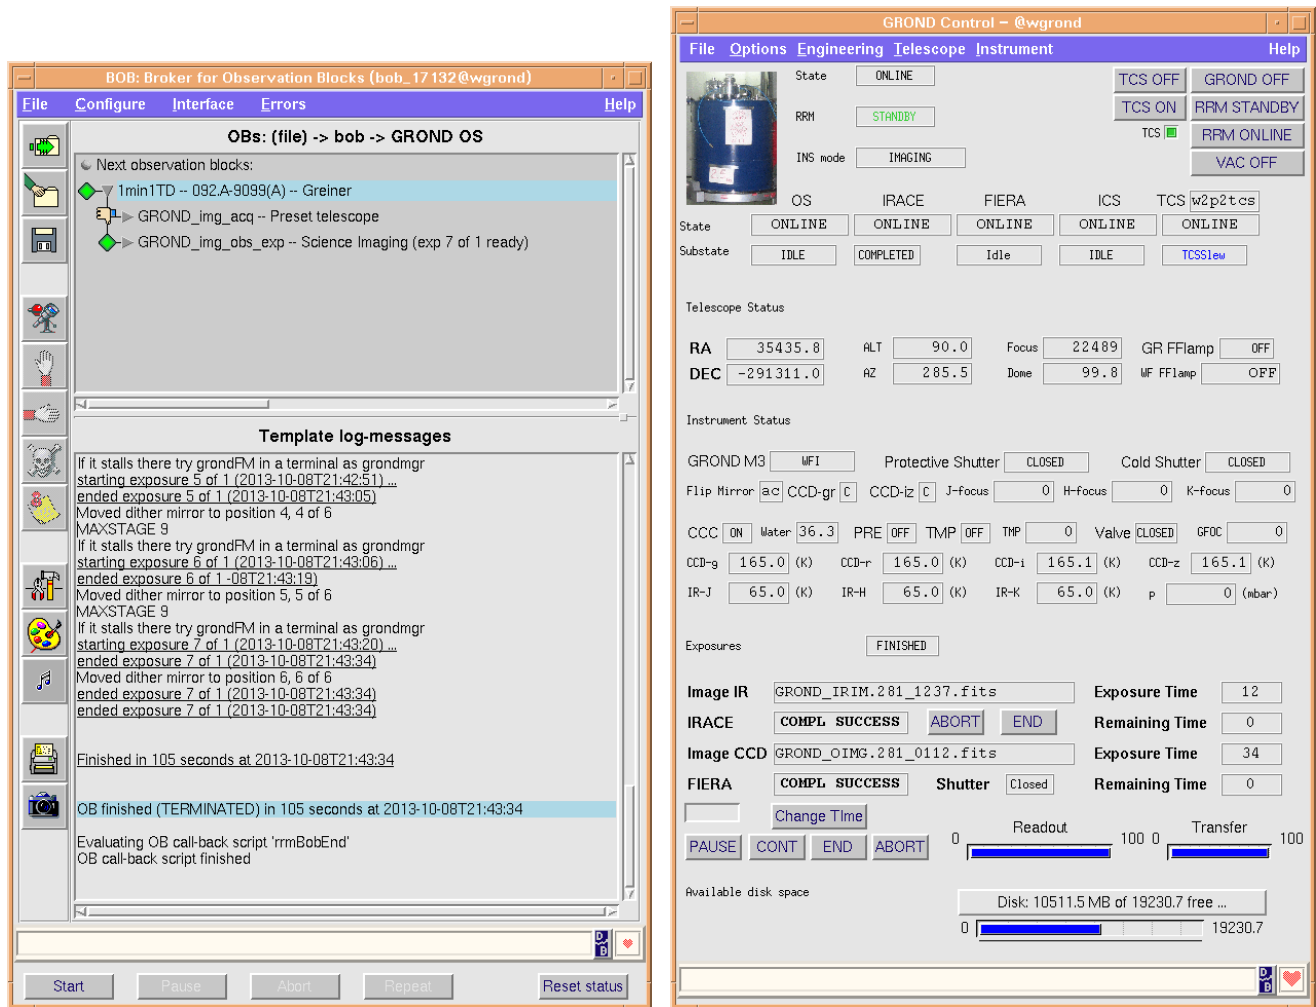 BOB: Broker for Observation Blocks (bob_17132@wgrond)
File Configure Interface Errors Help
OBs: (file) -> bob -> GROND OS
Next observation blocks:
1min1TD -- 092.A-9099(A) -- Greiner
GROND_img_acq -- Preset telescope
GROND_img_obs_exp -- Science Imaging (exp 7 of 1 ready)
Template log-messages
If it stalls there try grondFM in a terminal as grondmgr
starting exposure 5 of 1 (2013-10-08T21:42:51) ...
ended exposure 5 of 1 (2013-10-08T21:43:05)
Moved dither mirror to position 4, 4 of 6
MAXSTAGE 9
If it stalls there try grondFM in a terminal as grondmgr
starting exposure 6 of 1 (2013-10-08T21:43:06) ...
ended exposure 6 of 1 -08T21:43:19)
Moved dither mirror to position 5, 5 of 6
MAXSTAGE 9
If it stalls there try grondFM in a terminal as grondmgr
starting exposure 7 of 1 (2013-10-08T21:43:20) ...
ended exposure 7 of 1 (2013-10-08T21:43:34)
Moved dither mirror to position 6, 6 of 6
ended exposure 7 of 1 (2013-10-08T21:43:34)
ended exposure 7 of 1 (2013-10-08T21:43:34)
Finished in 105 seconds at 2013-10-08T21:43:34
OB finished (TERMINATED) in 105 seconds at 2013-10-08T21:43:34
Evaluating OB call-back script 'rrmBobEnd'
OB call-back script finished
Start Pause Abort Repeat Reset status
GROND Control - @wgrond
File Options Engineering Telescope Instrument Help
State ONLINE TCS OFF GROND OFF
RRM STANDBY TCS ON RRM STANDBY
TCS RRM ONLINE
INS mode IMAGING VAC OFF
OS IRACE FIERA ICS TCS w2p2tcs
State ONLINE ONLINE ONLINE ONLINE ONLINE
Substate IDLE COMPLETED Idle IDLE TCSSlew
Telescope Status
RA 35435.8 ALT 90.0 Focus 22489 GR FFlamp OFF
DEC -291311.0 AZ 285.5 Dome 99.8 WF FFlamp OFF
Instrument Status
GROND M3 WFI Protective Shutter CLOSED Cold Shutter CLOSED
Flip Mirror ac CCD-gr C CCD-iz C J-focus 0 H-focus 0 K-focus 0
CCC ON Water 36.3 PRE OFF TMP OFF TMP 0 Valve CLOSED GFOC 0
CCD-g 165.0 (K) CCD-r 165.0 (K) CCD-i 165.1 (K) CCD-z 165.1 (K)
IR-J 65.0 (K) IR-H 65.0 (K) IR-K 65.0 (K) p 0 (mbar)
Exposures FINISHED
Image IR GROND_IRIM.281_1237.fits Exposure Time 12
IRACE COMPL SUCCESS ABORT END Remaining Time 0
Image CCD GROND_OIMG.281_0112.fits Exposure Time 34
FIERA COMPL SUCCESS Shutter Closed Remaining Time 0
Change TIme
Readout Transfer
PAUSE CONT END ABORT 0 100 0 100
Available disk space
Disk: 10511.5 MB of 19230.7 free ...
0 19230.7